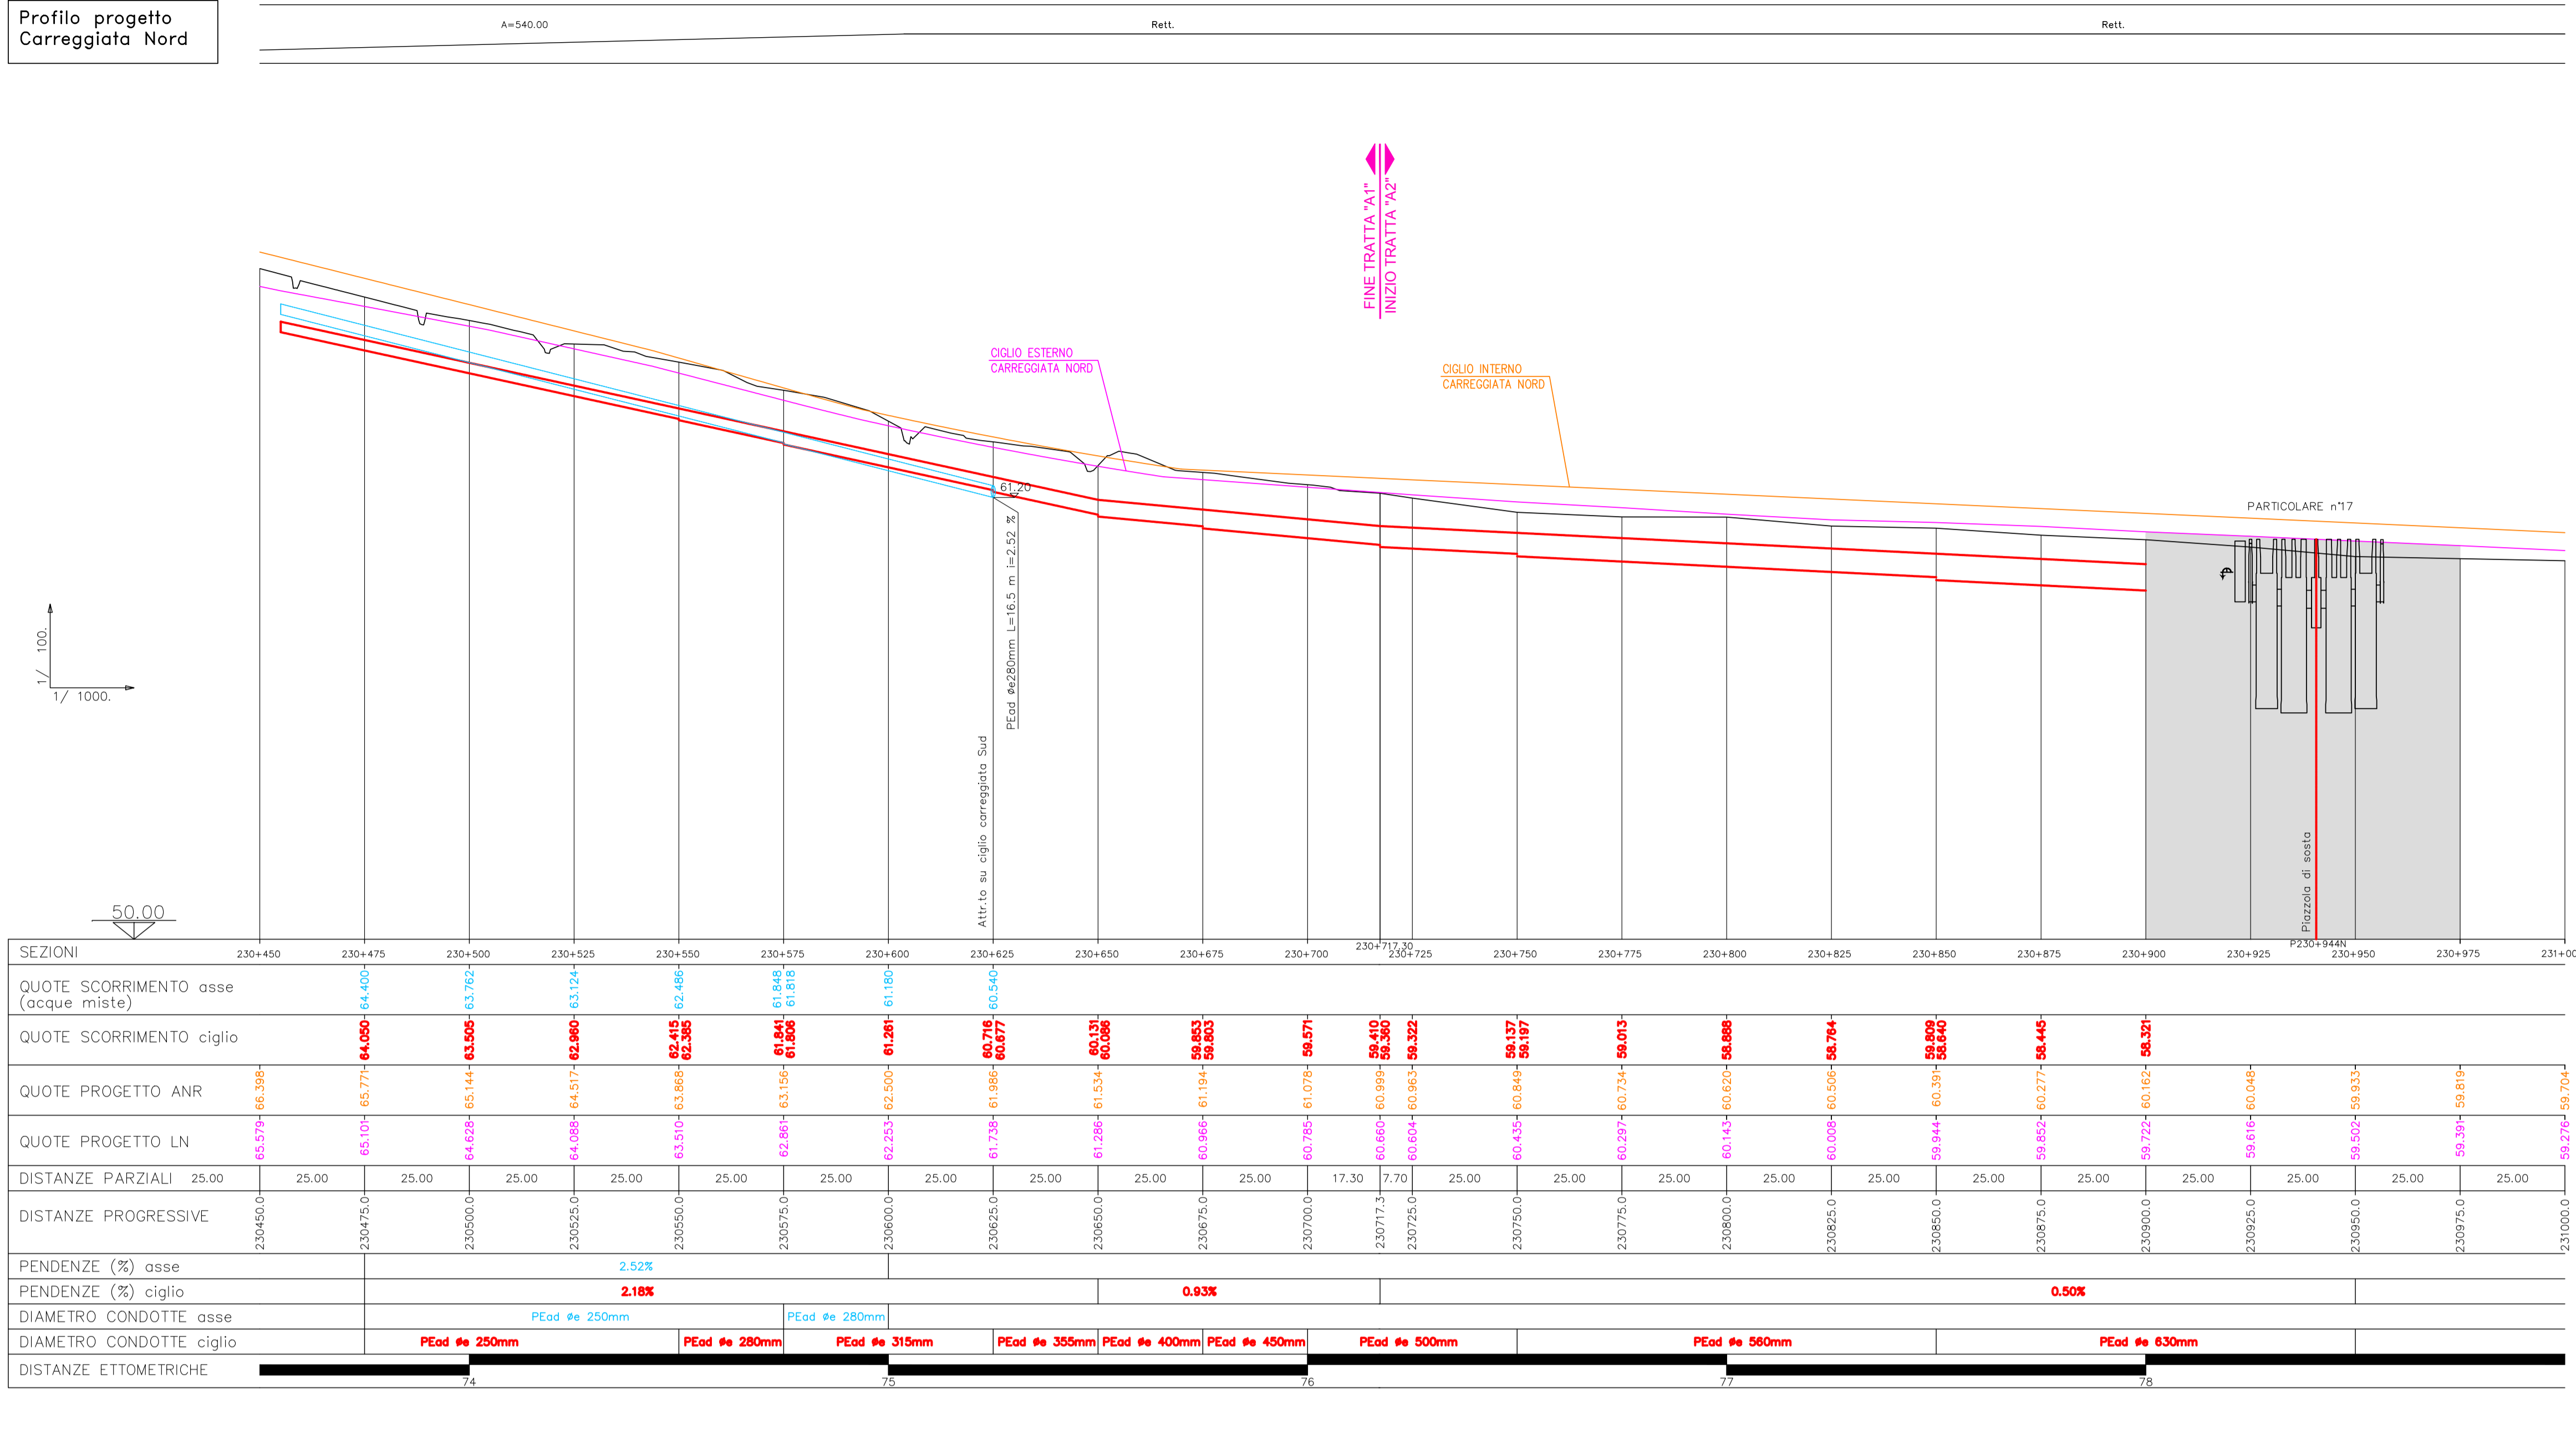 Profilo progetto
Carreggiata Nord
A=540.00
Rett.
Rett.
FINE TRATTA "A1"
INIZIO TRATTA "A2"
CIGLIO ESTERNO
CARREGGIATA NORD
CIGLIO INTERNO
CARREGGIATA NORD
61.20
PEad øe280mm L=16.5 m i=2.52 %
Attr.to su ciglio carreggiata Sud
PARTICOLARE n°17
Piazzola di sosta
1/ 100.
1/ 1000.
50.00
P230+944N
SEZIONI 230+450 230+475 230+500 230+525 230+550 230+575 230+600 230+625 230+650 230+675 230+700 230+717.30 230+725 230+750 230+775 230+800 230+825 230+850 230+875 230+900 230+925 230+950 230+975 231+00
QUOTE SCORRIMENTO asse
(acque miste)
64.400 63.762 63.124 62.486 61.848 61.818 61.180 60.540
QUOTE SCORRIMENTO ciglio 64.050 63.505 62.960 62.415 62.385 61.841 61.806 61.261 60.716 60.677 60.131 60.086 59.853 59.803 59.571 59.410 59.360 59.322 59.137 59.197 59.013 58.888 58.764 59.809 58.640 58.445 58.321
QUOTE PROGETTO ANR 66.398 65.771 65.144 64.517 63.868 63.156 62.500 61.986 61.534 61.194 61.078 60.999 60.963 60.849 60.734 60.620 60.506 60.391 60.277 60.162 60.048 59.933 59.819 59.704
QUOTE PROGETTO LN 65.579 65.101 64.628 64.088 63.510 62.861 62.253 61.738 61.286 60.966 60.785 60.660 60.604 60.435 60.297 60.143 60.008 59.944 59.852 59.722 59.616 59.502 59.391 59.276
DISTANZE PARZIALI 25.00 25.00 25.00 25.00 25.00 25.00 25.00 25.00 25.00 25.00 25.00 17.30 7.70 25.00 25.00 25.00 25.00 25.00 25.00 25.00 25.00 25.00 25.00 25.00
DISTANZE PROGRESSIVE 230450.0 230475.0 230500.0 230525.0 230550.0 230575.0 230600.0 230625.0 230650.0 230675.0 230700.0 230717.3 230725.0 230750.0 230775.0 230800.0 230825.0 230850.0 230875.0 230900.0 230925.0 230950.0 230975.0 231000.0
PENDENZE (%) asse 2.52%
PENDENZE (%) ciglio 2.18% 0.93% 0.50%
DIAMETRO CONDOTTE asse PEad øe 250mm PEad øe 280mm
DIAMETRO CONDOTTE ciglio PEad øe 250mm PEad øe 280mm PEad øe 315mm PEad øe 355mm PEad øe 400mm PEad øe 450mm PEad øe 500mm PEad øe 560mm PEad øe 630mm
DISTANZE ETTOMETRICHE
74 75 76 77 78